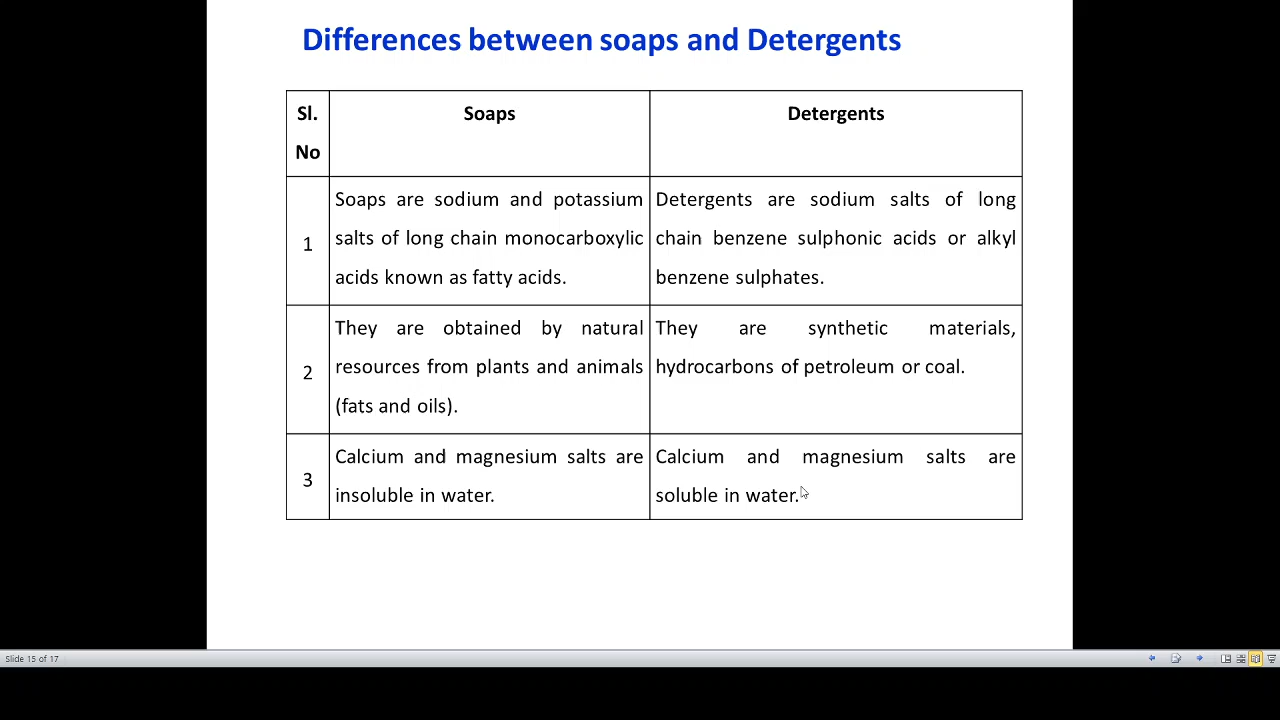 Differences between soaps and Detergents
Sl.
No
Soaps
Detergents
1
Soaps are sodium and potassium
salts of long chain monocarboxylic
acids known as fatty acids.
Detergents are sodium salts of long
chain benzene sulphonic acids or alkyl
benzene sulphates.
2
They are obtained by natural
resources from plants and animals
(fats and oils).
They are synthetic materials,
hydrocarbons of petroleum or coal.
3
Calcium and magnesium salts are
insoluble in water.
Calcium and magnesium salts are
soluble in water.
Slide 15 of 17